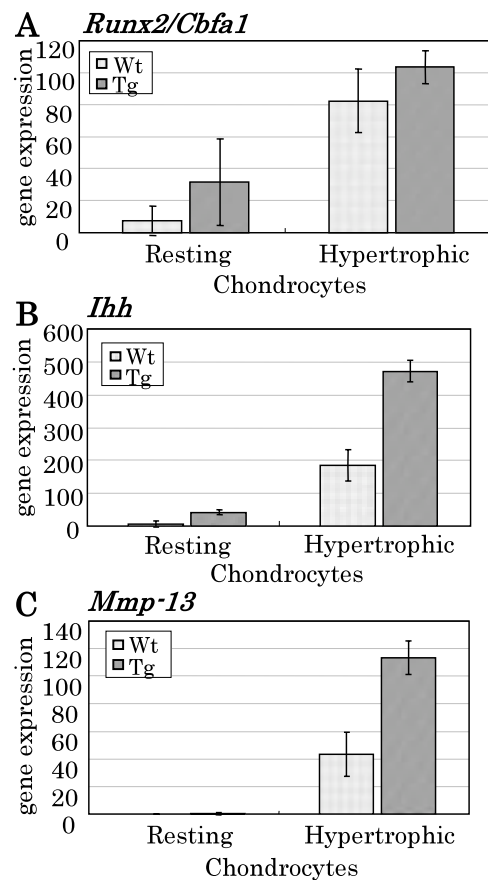 A Runx2/Cbfa1
gene expression
120
100
80
60
40
20
0
Wt
Tg
Resting Hypertrophic
Chondrocytes
B Ihh
gene expression
600
500
400
300
200
100
0
Wt
Tg
Resting Hypertrophic
Chondrocytes
C Mmp-13
gene expression
140
120
100
80
60
40
20
0
Wt
Tg
Resting Hypertrophic
Chondrocytes